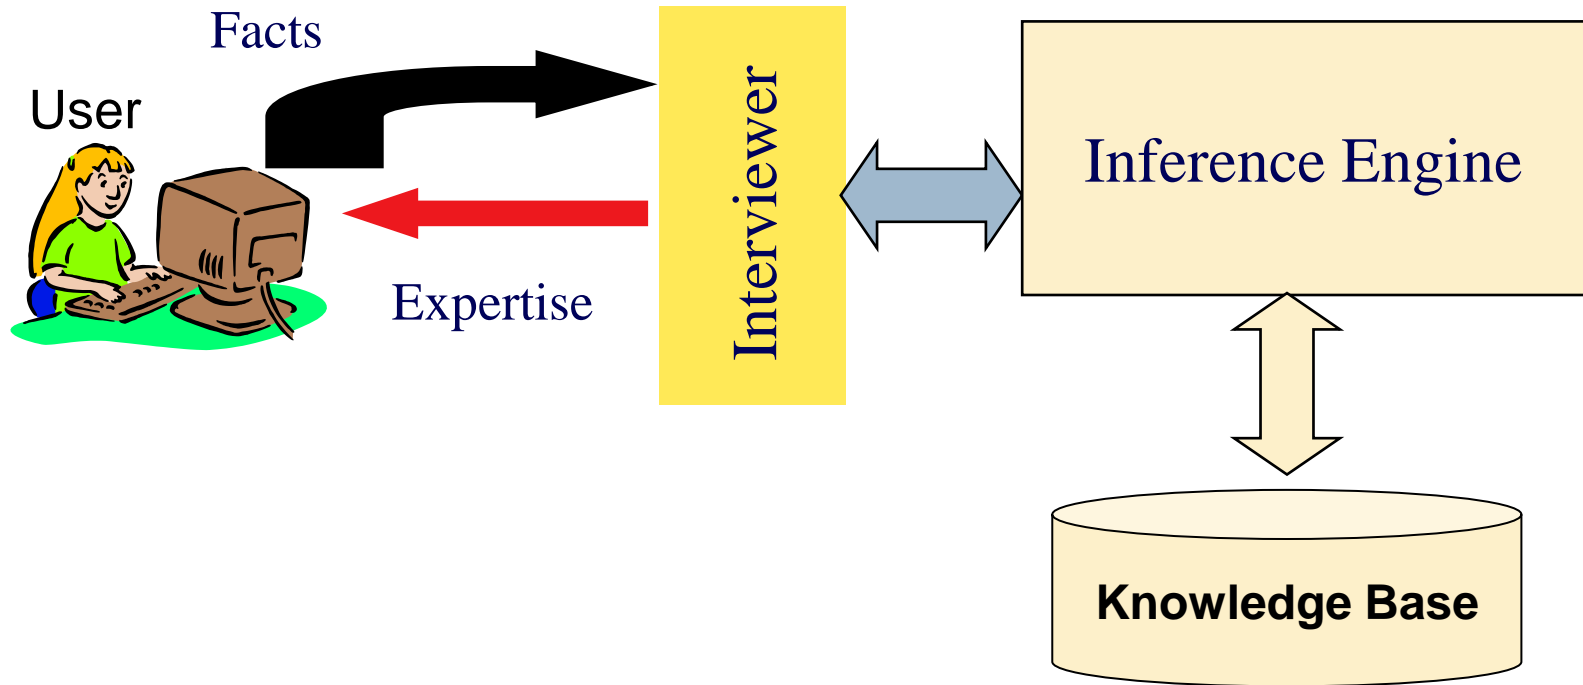 Facts
User
Expertise
Interviewer
Inference Engine
Knowledge Base